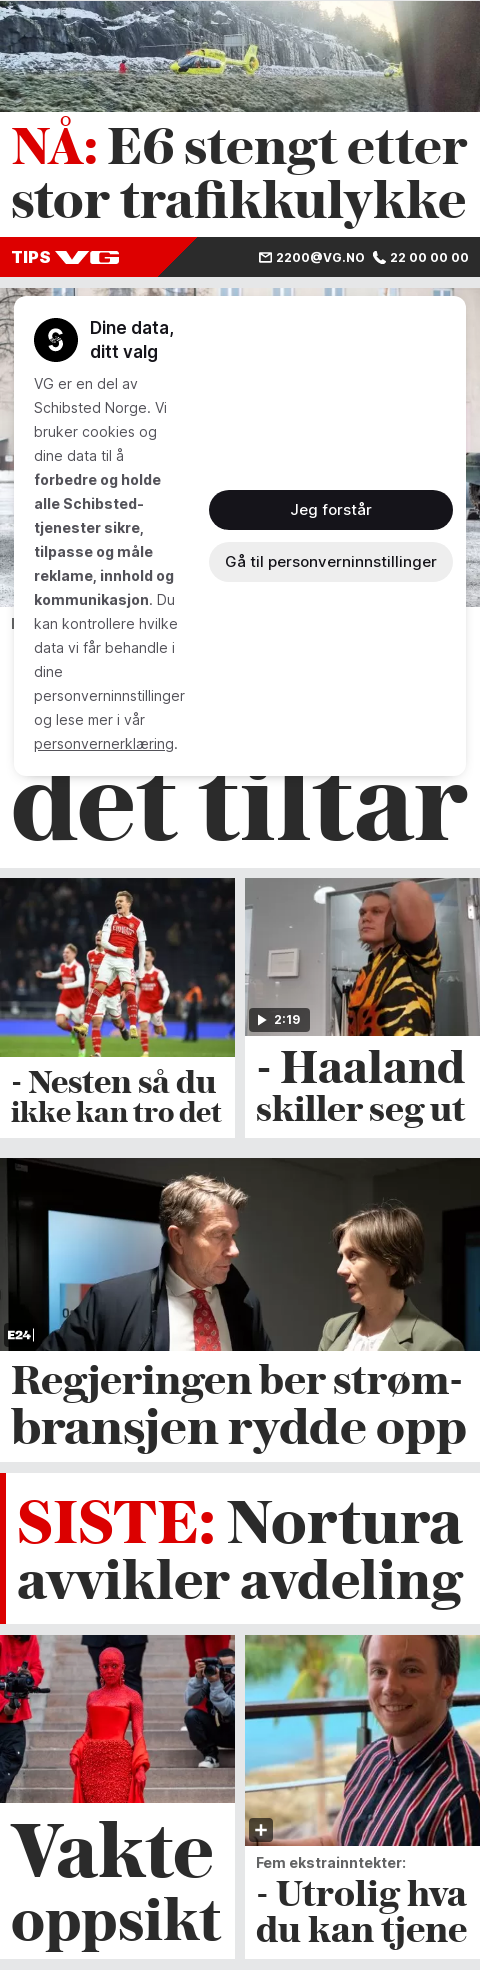 NÅ: E6 stengt etter
stor trafikkulykke
TIPS VG
2200@VG.NO 22 00 00 00
Dine data,
ditt valg
VG er en del av
Schibsted Norge. Vi
bruker cookies og
dine data til å
forbedre og holde
alle Schibsted-
tjenester sikre,
tilpasse og måle
reklame, innhold og
kommunikasjon. Du
kan kontrollere hvilke
data vi får behandle i
dine
personverninnstillinger
og lese mer i vår
personvernerklæring.
Jeg forstår
Gå til personverninnstillinger
det tiltar
2:19
- Nesten så du
ikke kan tro det
- Haaland
skiller seg ut
E24
Regjeringen ber strøm-
bransjen rydde opp
SISTE: Nortura
avvikler avdeling
Vakte
oppsikt
Fem ekstrainntekter:
- Utrolig hva
du kan tjene